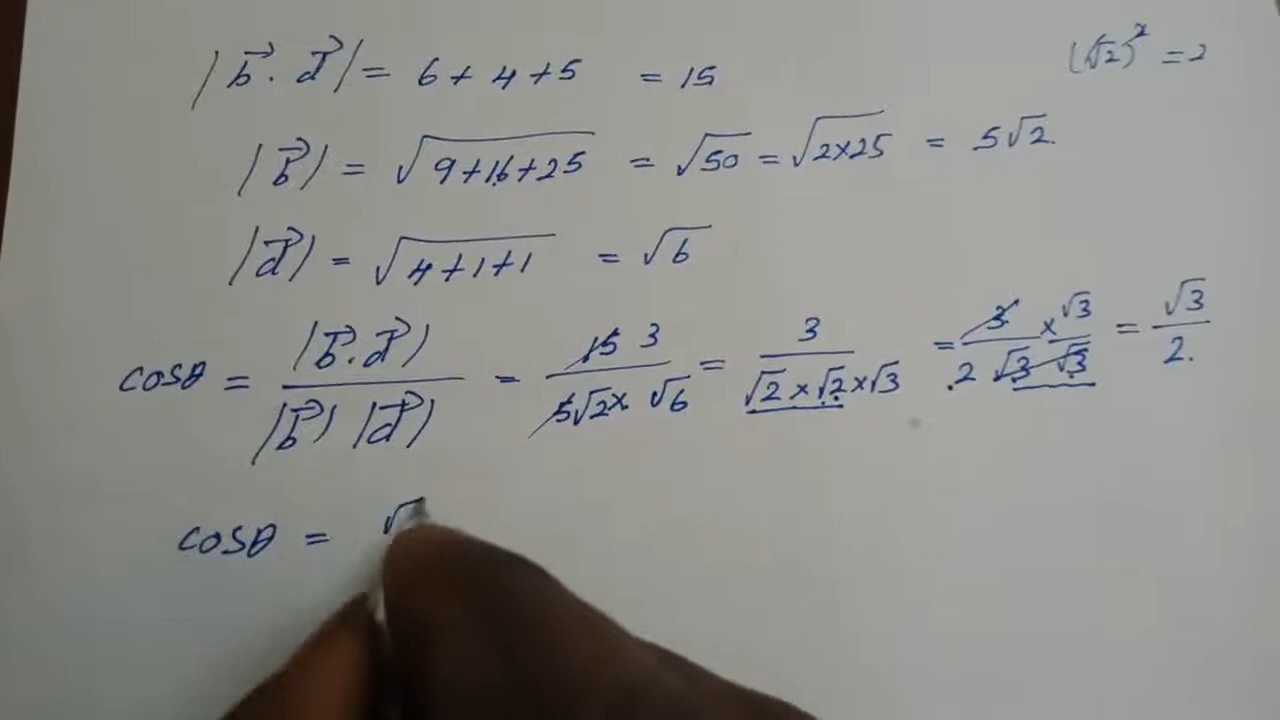 |b⃗ . d⃗| = 6 + 4 + 5 = 15
(√2)² = 2
|b⃗| = √(9+16+25) = √50 = √(2×25) = 5√2.
|d⃗| = √(4+1+1) = √6
cosθ = |b⃗.d⃗| / |b⃗| |d⃗| = 15 3 / 5√2 × √6 = 3 / √2 × √2 × √3 = 3 × √3 / 2 √3 √3 = √3 / 2.
cosθ = √